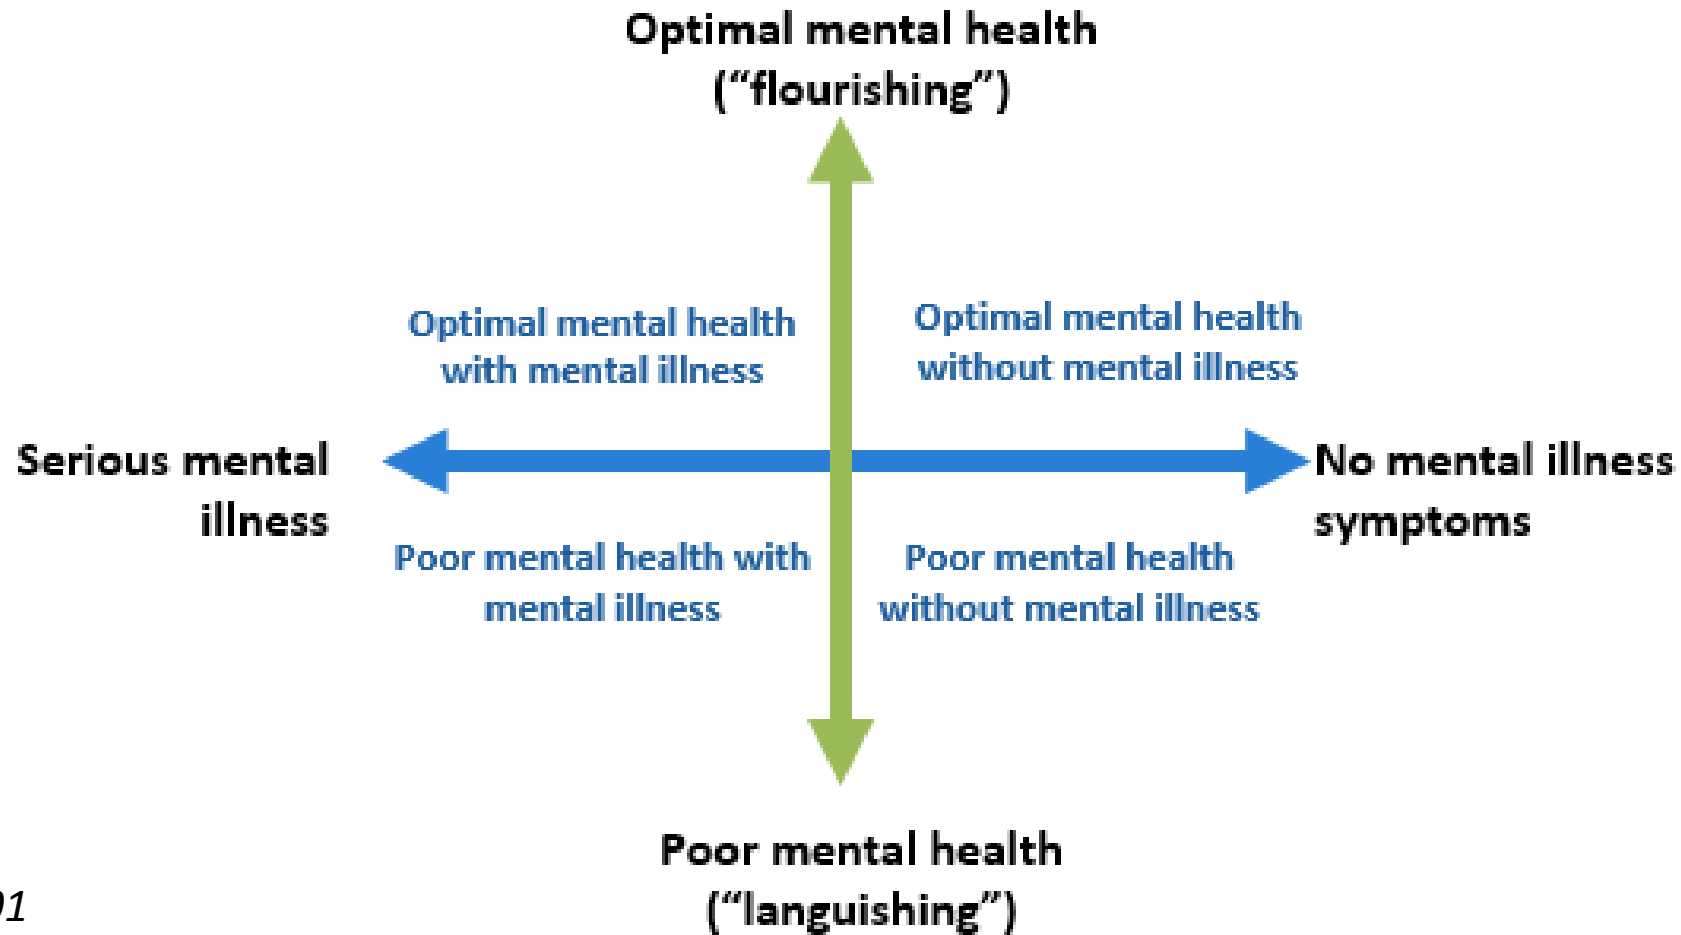 Optimal mental health
(“flourishing”)
Optimal mental health
with mental illness
Optimal mental health
without mental illness
Serious mental
illness
No mental illness
symptoms
Poor mental health with
mental illness
Poor mental health
without mental illness
Poor mental health
(“languishing”)